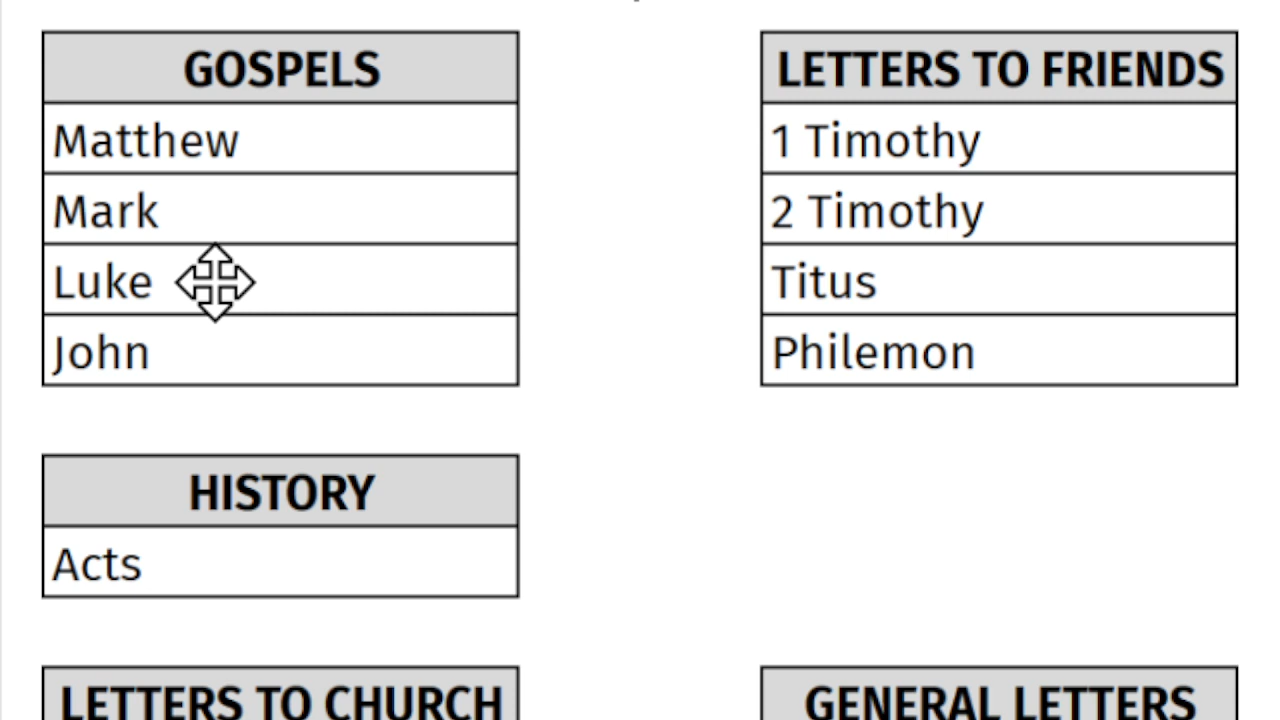 GOSPELS
Matthew
Mark
Luke
John
HISTORY
Acts
LETTERS TO CHURCH
LETTERS TO FRIENDS
1 Timothy
2 Timothy
Titus
Philemon
GENERAL LETTERS